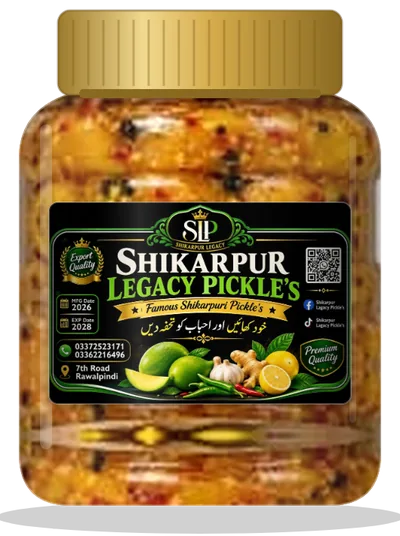 SLP
SHIKARPUR LEGACY
SHIKARPUR
LEGACY PICKLE'S
Famous Shikarpuri Pickle's
خود کھائیں اور احباب کو تحفہ دیں
Export
Quality
MFG Date
2026
EXP Date
2028
03372523171
03362216496
7th Road
Rawalpindi
Shikarpur
Legacy Pickle's
Shikarpur
Legacy Pickle's
Premium
Quality